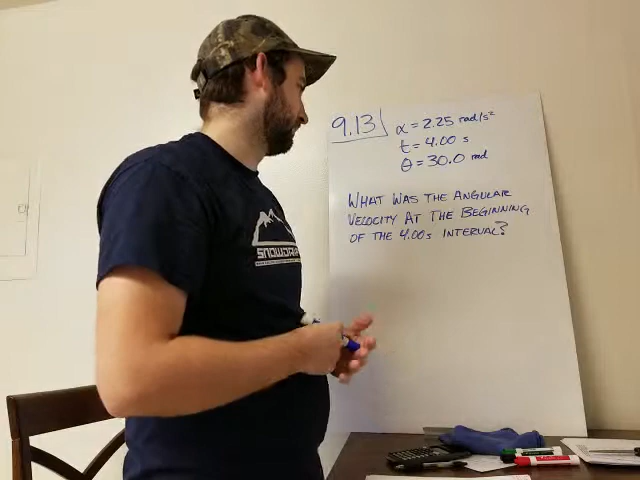 9.13
α = 2.25 rad/s²
t = 4.00 s
θ = 30.0 rad
WHAT WAS THE ANGULAR
VELOCITY AT THE BEGINNING
OF THE 4.00s INTERVAL?